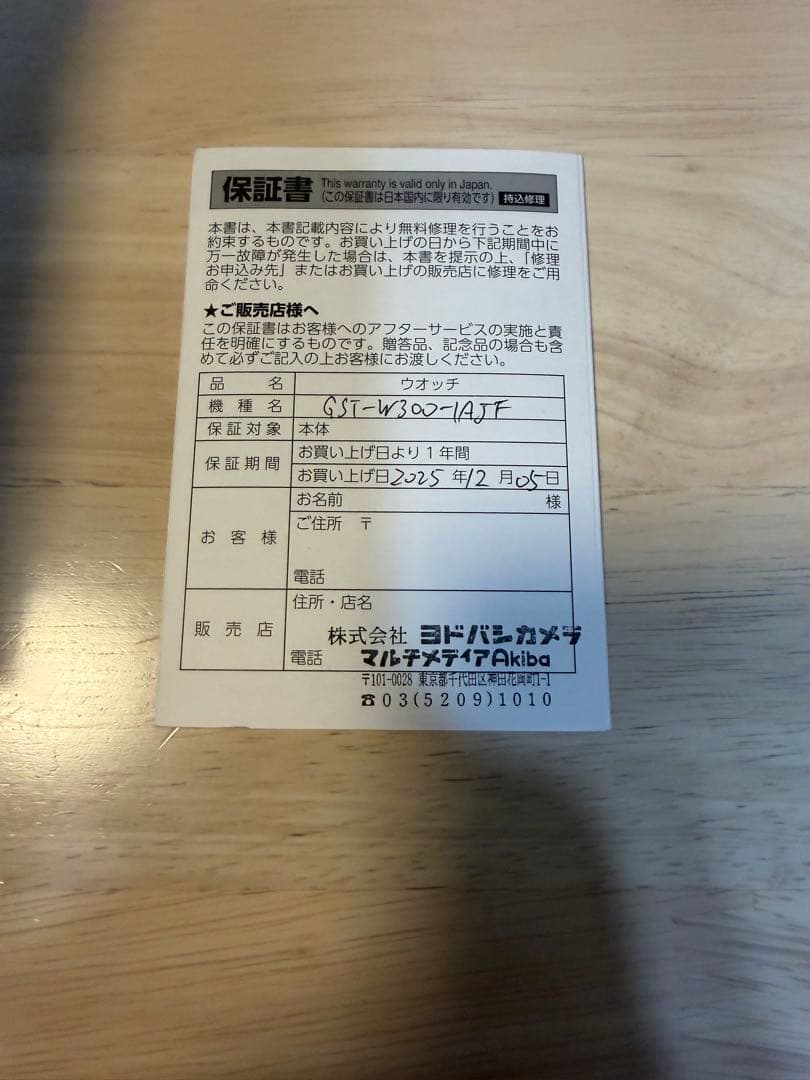 保証書 This warranty is valid only in Japan.
(この保証書は日本国内に限り有効です) 持込修理
本書は、本書記載内容により無料修理を行うことをお
約束するものです。お買い上げの日から下記期間中に
万一故障が発生した場合は、本書を提示の上、「修理
お申込み先」またはお買い上げの販売店に修理をご用
命ください。
★ご販売店様へ
この保証書はお客様へのアフターサービスの実施と責
任を明確にするものです。贈答品、記念品の場合も含
めて必ずご記入の上お客様にお渡しください。
品名 ウオッチ
機種名 GST-W300-1AJF
保証対象 本体
保証期間 お買い上げ日より1年間
お買い上げ日2025年12月05日
お客様 お名前 様
ご住所 〒
電話
販売店 住所・店名
株式会社 ヨドバシカメラ
電話 マルチメディアAkiba
〒101-0028 東京都千代田区神田花岡町1-1
☎03(5209)1010